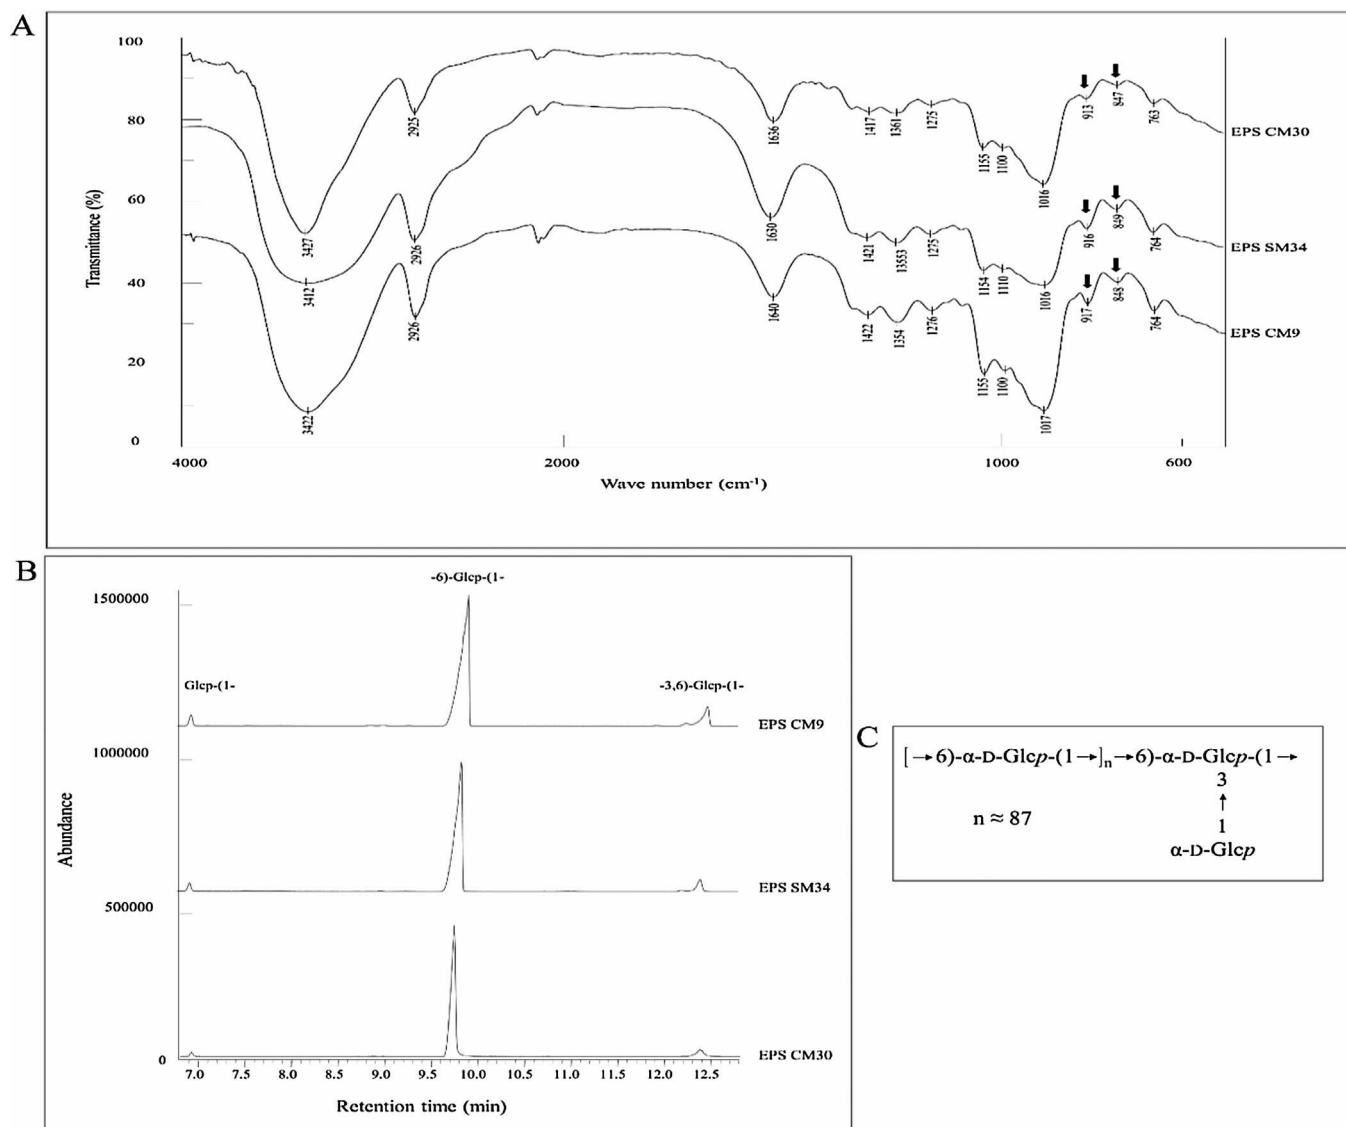 A
100
80
60
40
20
0
Transmittance (%)
3427
2925
1636
1417
1361
1275
1155
1100
1016
913
847
763
EPS CM30
3412
2926
1630
1421
13553
1275
1154
1110
1016
916
849
764
EPS SM34
3422
2926
1640
1422
1354
1276
1155
1100
1017
917
848
764
EPS CM9
4000 2000 1000 600
Wave number (cm-1)
B
-6)-Glcp-(1-
1500000
Glcp-(1-
-3,6)-Glcp-(1-
EPS CM9
1000000
Abundance
EPS SM34
500000
EPS CM30
0
7.0 7.5 8.0 8.5 9.0 9.5 10.0 10.5 11.0 11.5 12.0 12.5
Retention time (min)
C
[→6)-α-D-Glcp-(1→]n→6)-α-D-Glcp-(1→
3
↑
n ≈ 87
1
α-D-Glcp